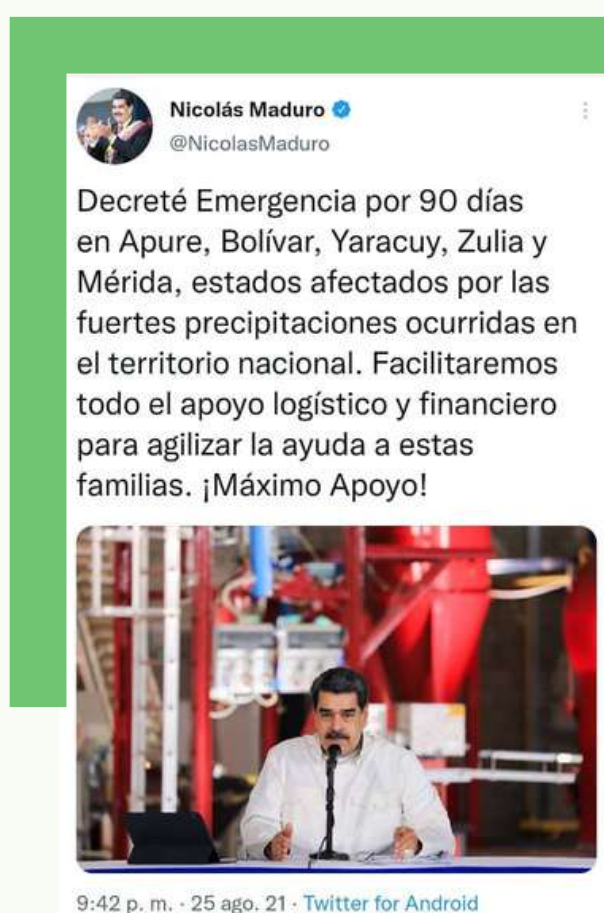 Nicolás Maduro
@NicolasMaduro
Decreté Emergencia por 90 días
en Apure, Bolívar, Yaracuy, Zulia y
Mérida, estados afectados por las
fuertes precipitaciones ocurridas en
el territorio nacional. Facilitaremos
todo el apoyo logístico y financiero
para agilizar la ayuda a estas
familias. ¡Máximo Apoyo!
9:42 p. m. · 25 ago. 21 · Twitter for Android